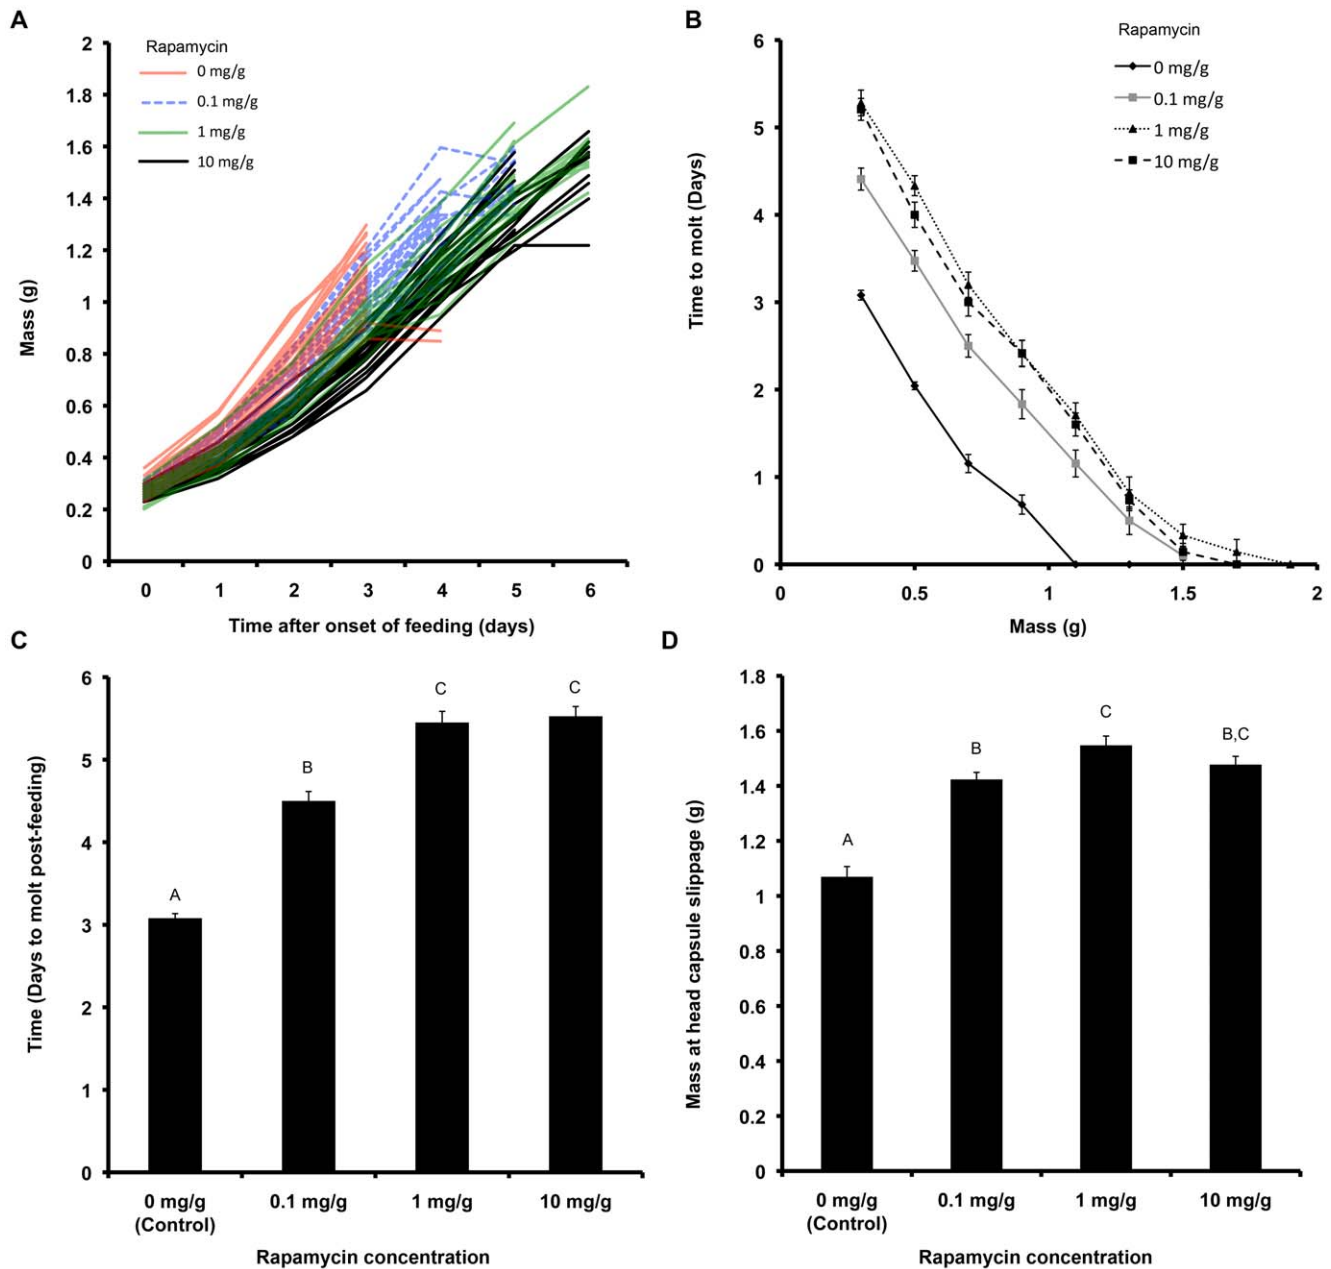 A
Rapamycin
0 mg/g
0.1 mg/g
1 mg/g
10 mg/g
2
1.8
1.6
1.4
1.2
1
0.8
0.6
0.4
0.2
0
Mass (g)
0 1 2 3 4 5 6
Time after onset of feeding (days)
B
Rapamycin
0 mg/g
0.1 mg/g
1 mg/g
10 mg/g
6
5
4
3
2
1
0
Time to molt (Days)
0 0.5 1 1.5 2
Mass (g)
C
6
5
4
3
2
1
0
Time (Days to molt post-feeding)
A
B
C
C
0 mg/g 0.1 mg/g 1 mg/g 10 mg/g
(Control)
Rapamycin concentration
D
1.8
1.6
1.4
1.2
1
0.8
0.6
0.4
0.2
0
Mass at head capsule slippage (g)
A
B
C
B,C
0 mg/g 0.1 mg/g 1 mg/g 10 mg/g
(Control)
Rapamycin concentration